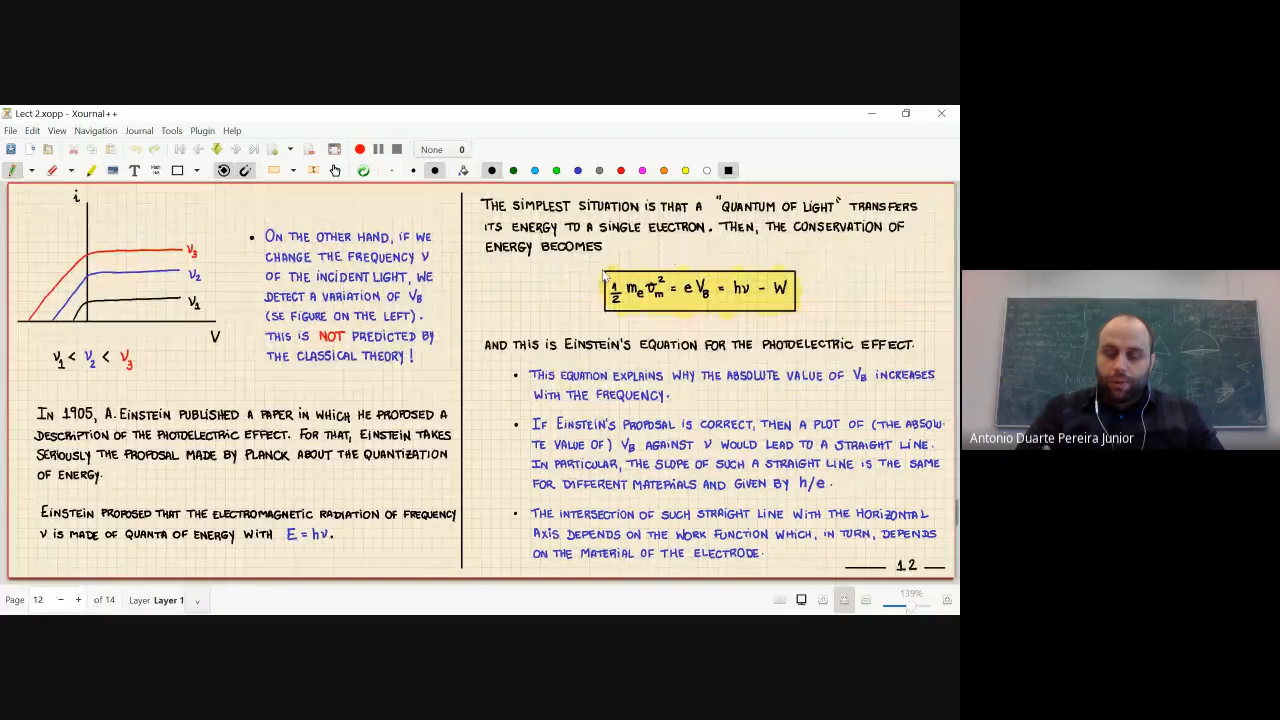 Lect 2.xopp - Xournal++
File Edit View Navigation Journal Tools Plugin Help
None 0
i
ν3
ν2
ν1
V
ν1 < ν2 < ν3
• ON THE OTHER HAND, IF WE
CHANGE THE FREQUENCY ν
OF THE INCIDENT LIGHT, WE
DETECT A VARIATION OF VB
(SE FIGURE ON THE LEFT).
THIS IS NOT PREDICTED BY
THE CLASSICAL THEORY!
IN 1905, A. EINSTEIN PUBLISHED A PAPER IN WHICH HE PROPOSED A
DESCRIPTION OF THE PHOTOELECTRIC EFFECT. FOR THAT, EINSTEIN TAKES
SERIOUSLY THE PROPOSAL MADE BY PLANCK ABOUT THE QUANTIZATION
OF ENERGY.
EINSTEIN PROPOSED THAT THE ELECTROMAGNETIC RADIATION OF FREQUENCY
ν IS MADE OF QUANTA OF ENERGY WITH E = hν.
THE SIMPLEST SITUATION IS THAT A "QUANTUM OF LIGHT" TRANSFERS
ITS ENERGY TO A SINGLE ELECTRON. THEN, THE CONSERVATION OF
ENERGY BECOMES
1/2 me vm^2 = e VB = hν - W
AND THIS IS EINSTEIN'S EQUATION FOR THE PHOTOELECTRIC EFFECT.
• THIS EQUATION EXPLAINS WHY THE ABSOLUTE VALUE OF VB INCREASES
WITH THE FREQUENCY.
• IF EINSTEIN'S PROPOSAL IS CORRECT, THEN A PLOT OF (THE ABSOLU-
TE VALUE OF) VB AGAINST ν WOULD LEAD TO A STRAIGHT LINE.
IN PARTICULAR, THE SLOPE OF SUCH A STRAIGHT LINE IS THE SAME
FOR DIFFERENT MATERIALS AND GIVEN BY h/e.
• THE INTERSECTION OF SUCH STRAIGHT LINE WITH THE HORIZONTAL
AXIS DEPENDS ON THE WORK FUNCTION WHICH, IN TURN, DEPENDS
ON THE MATERIAL OF THE ELECTRODE.
12
Page 12 of 14 Layer Layer 1 139%
Antonio Duarte Pereira Junior